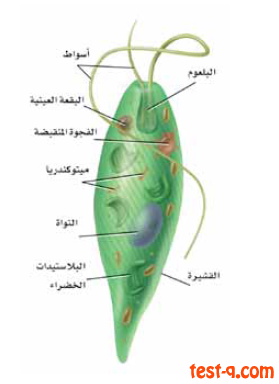 أسواط
البلعوم
البقعة العينية
الفجوة المنقبضة
ميتوكندريا
النواة
البلاستيدات
الخضراء
القشيرة
test-q.com